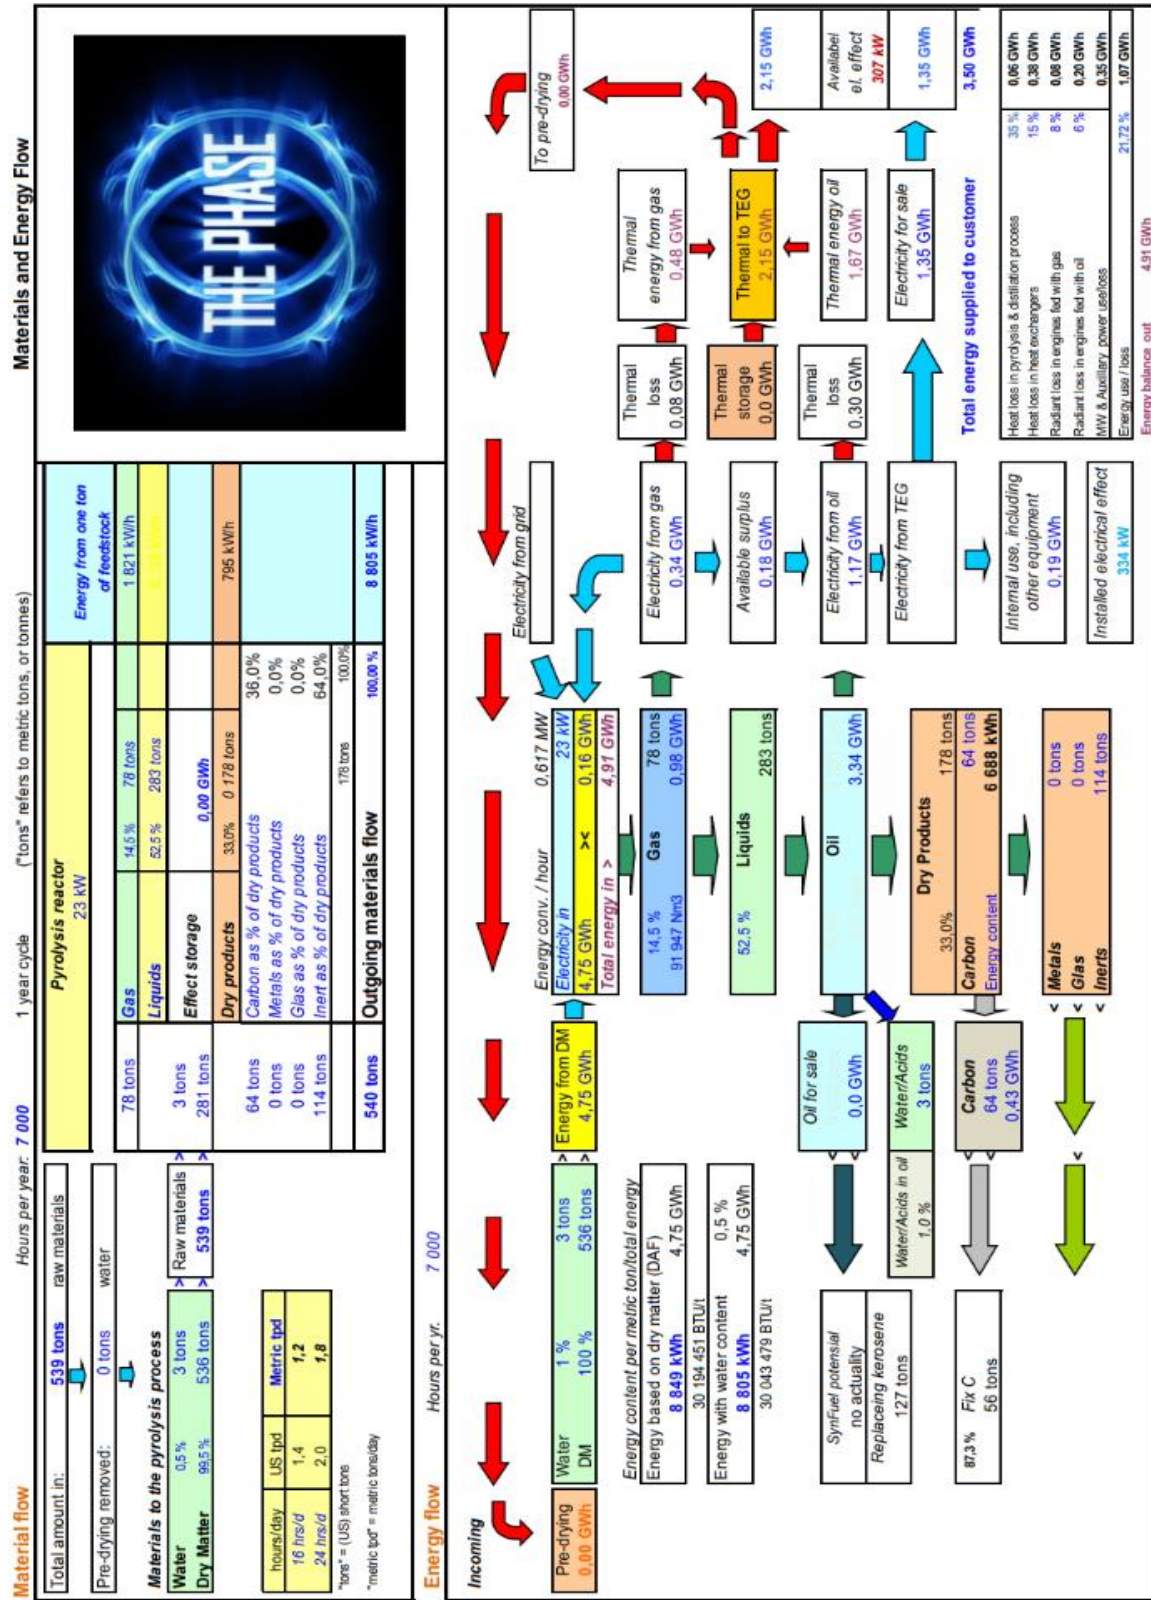 Material flow
Hours per year: 7 000
1 year cycle
("tons" refers to metric tons, or tonnes)
Materials and Energy Flow
Total amount in:
539 tons
raw materials
Pre-drying removed:
0 tons
water
Materials to the pyrolysis process
Water 0,5 % 3 tons
Dry Matter 99,5 % 536 tons
> Raw materials >
> 539 tons >
hours/day US tpd Metric tpd
16 hrs/d 1,4 1,2
24 hrs/d 2,0 1,8
"tons" = (US) short tons
"metric tpd" = metric tons/day
Pyrolysis reactor
23 kW
Energy from one ton
of feedstock
78 tons Gas 14,5 % 78 tons 1 821 kW/h
Liquids 52,5 % 283 tons
3 tons Effect storage
281 tons 0,00 GWh
Dry products 33,0% 0 178 tons 795 kW/h
64 tons Carbon as % of dry products 36,0%
0 tons Metals as % of dry products 0,0%
0 tons Glas as % of dry products 0,0%
114 tons Inert as % of dry products 64,0%
178 tons 100,0%
540 tons Outgoing materials flow 100,00 % 8 805 kW/h
THE PHASE
Energy flow
Hours per yr. 7 000
Incoming
Pre-drying
0,00 GWh
Water 1 % 3 tons >
DM 100 % 536 tons >
Energy from DM
4,75 GWh
Energy conv. / hour 0,617 MW
Electricity in 23 kW
4,75 GWh >< 0,16 GWh
Total energy in > 4,91 GWh
Electricity from grid
To pre-drying
0,00 GWh
Energy content per metric ton/total energy
Energy based on dry matter (DAF)
8 849 kWh 4,75 GWh
30 194 451 BTU/t
Energy with water content 0,5 %
8 805 kWh 4,75 GWh
30 043 479 BTU/t
Gas
14,5 % 78 tons
91 947 Nm3 0,98 GWh
Electricity from gas
0,34 GWh
Thermal
loss
0,08 GWh
Thermal
energy from gas
0,48 GWh
Liquids
52,5 % 283 tons
Available surplus
0,18 GWh
Thermal
storage
0,0 GWh
Thermal to TEG
2,15 GWh
2,15 GWh
SynFuel potensial
no actuality
Replaceing kerosene
127 tons
Oil for sale
0,0 GWh
< <
Oil
3,34 GWh
Electricity from oil
1,17 GWh
Thermal
loss
0,30 GWh
Thermal energy oil
1,67 GWh
Availabel
el. effect
307 kW
Water/Acids in oil
1,0 %
Water/Acids
3 tons
Electricity from TEG
Electricity for sale
1,35 GWh
1,35 GWh
Total energy supplied to customer
3,50 GWh
87,3 % Fix C
56 tons
< <
Carbon
64 tons
0,43 GWh
Dry Products
33,0% 178 tons
Carbon 64 tons
Energy content 6 688 kWh
Internal use, including
other equipment
0,19 GWh
< Metals 0 tons
< Glas 0 tons
< < Inerts 114 tons
Installed electrical effect
334 kW
Heat loss in pyrolysis & distilation process 35 % 0,06 GWh
Heat loss in heat exchangers 15 % 0,38 GWh
Radiant loss in engines fed with gas 8 % 0,08 GWh
Radiant loss in engines fed with oil 6 % 0,20 GWh
MW & Auxillary power use/loss 0,35 GWh
Energy use / loss 21,72 % 1,07 GWh
Energy balance out 4,91 GWh